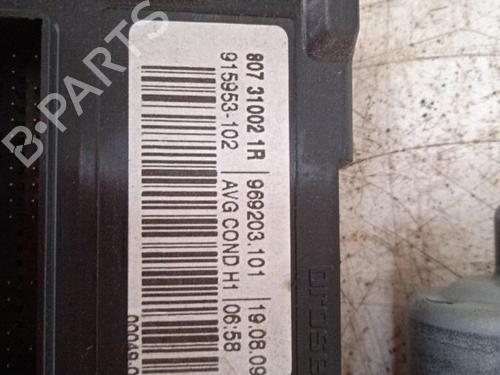 807 31002 1R
915953-102
969203.101
AVG COND H1
19.08.09
06:58
B-Parts